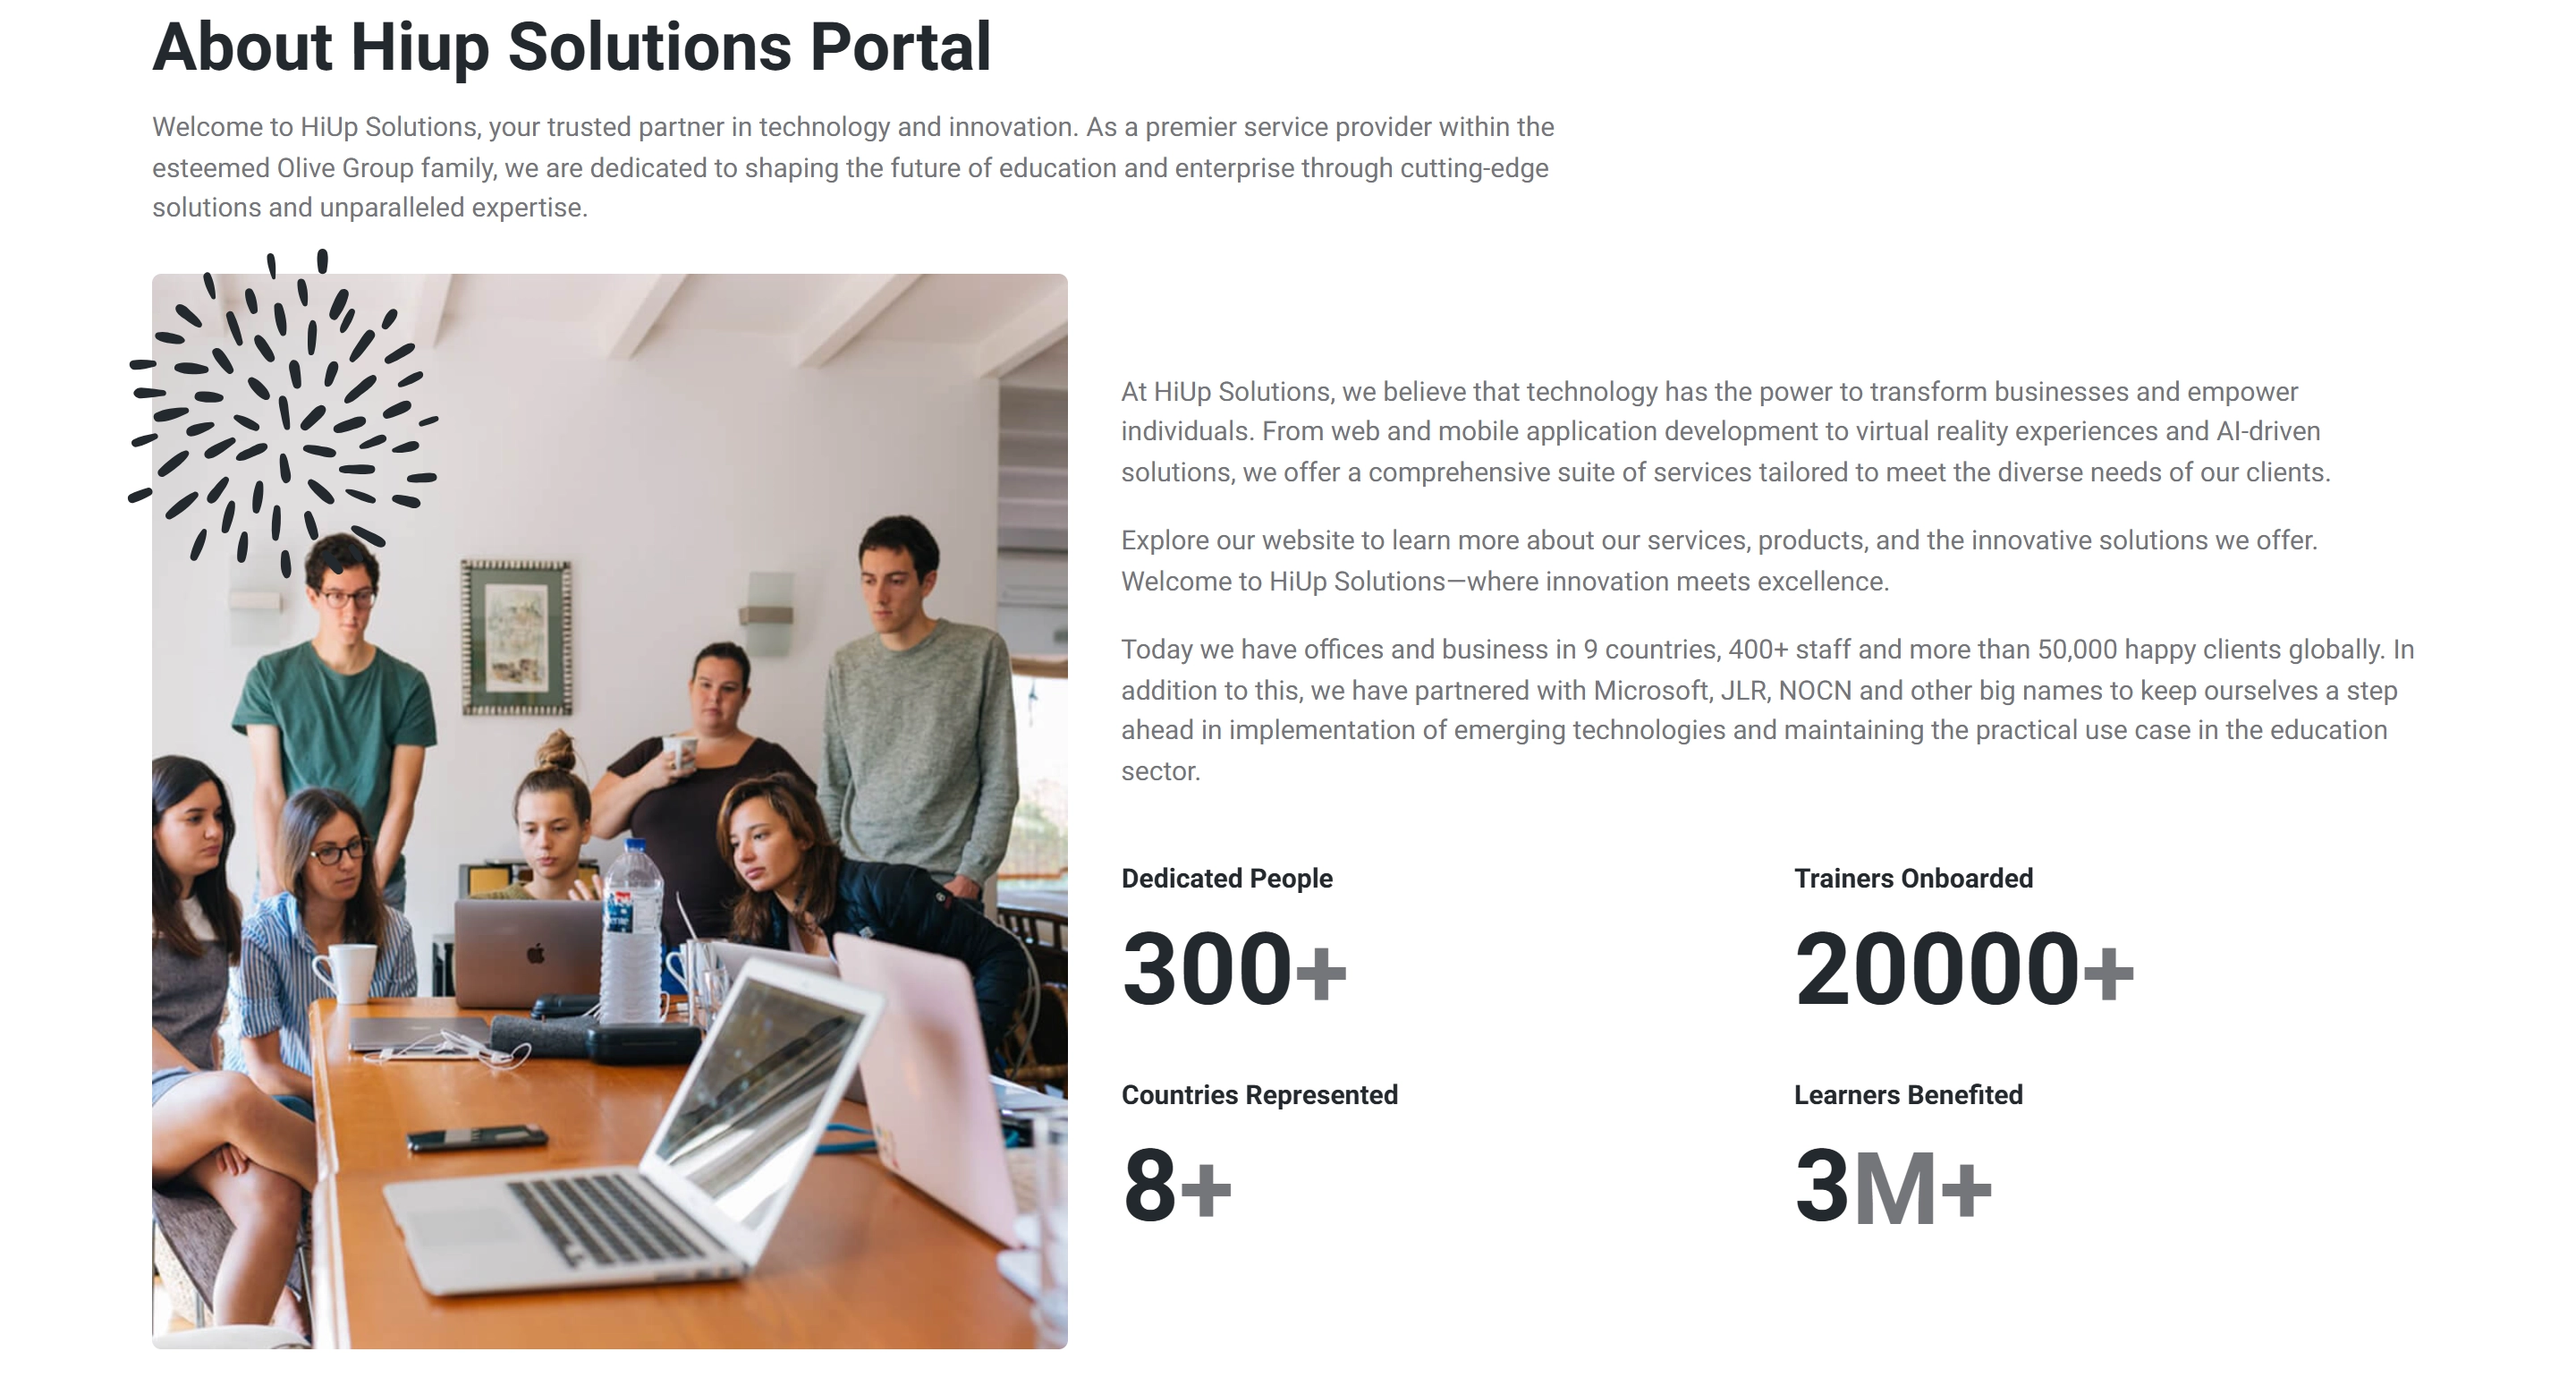 About Hiup Solutions Portal
Welcome to HiUp Solutions, your trusted partner in technology and innovation. As a premier service provider within the
esteemed Olive Group family, we are dedicated to shaping the future of education and enterprise through cutting-edge
solutions and unparalleled expertise.
At HiUp Solutions, we believe that technology has the power to transform businesses and empower
individuals. From web and mobile application development to virtual reality experiences and AI-driven
solutions, we offer a comprehensive suite of services tailored to meet the diverse needs of our clients.
Explore our website to learn more about our services, products, and the innovative solutions we offer.
Welcome to HiUp Solutions—where innovation meets excellence.
Today we have offices and business in 9 countries, 400+ staff and more than 50,000 happy clients globally. In
addition to this, we have partnered with Microsoft, JLR, NOCN and other big names to keep ourselves a step
ahead in implementation of emerging technologies and maintaining the practical use case in the education
sector.
Dedicated People
300+
Trainers Onboarded
20000+
Countries Represented
8+
Learners Benefited
3M+